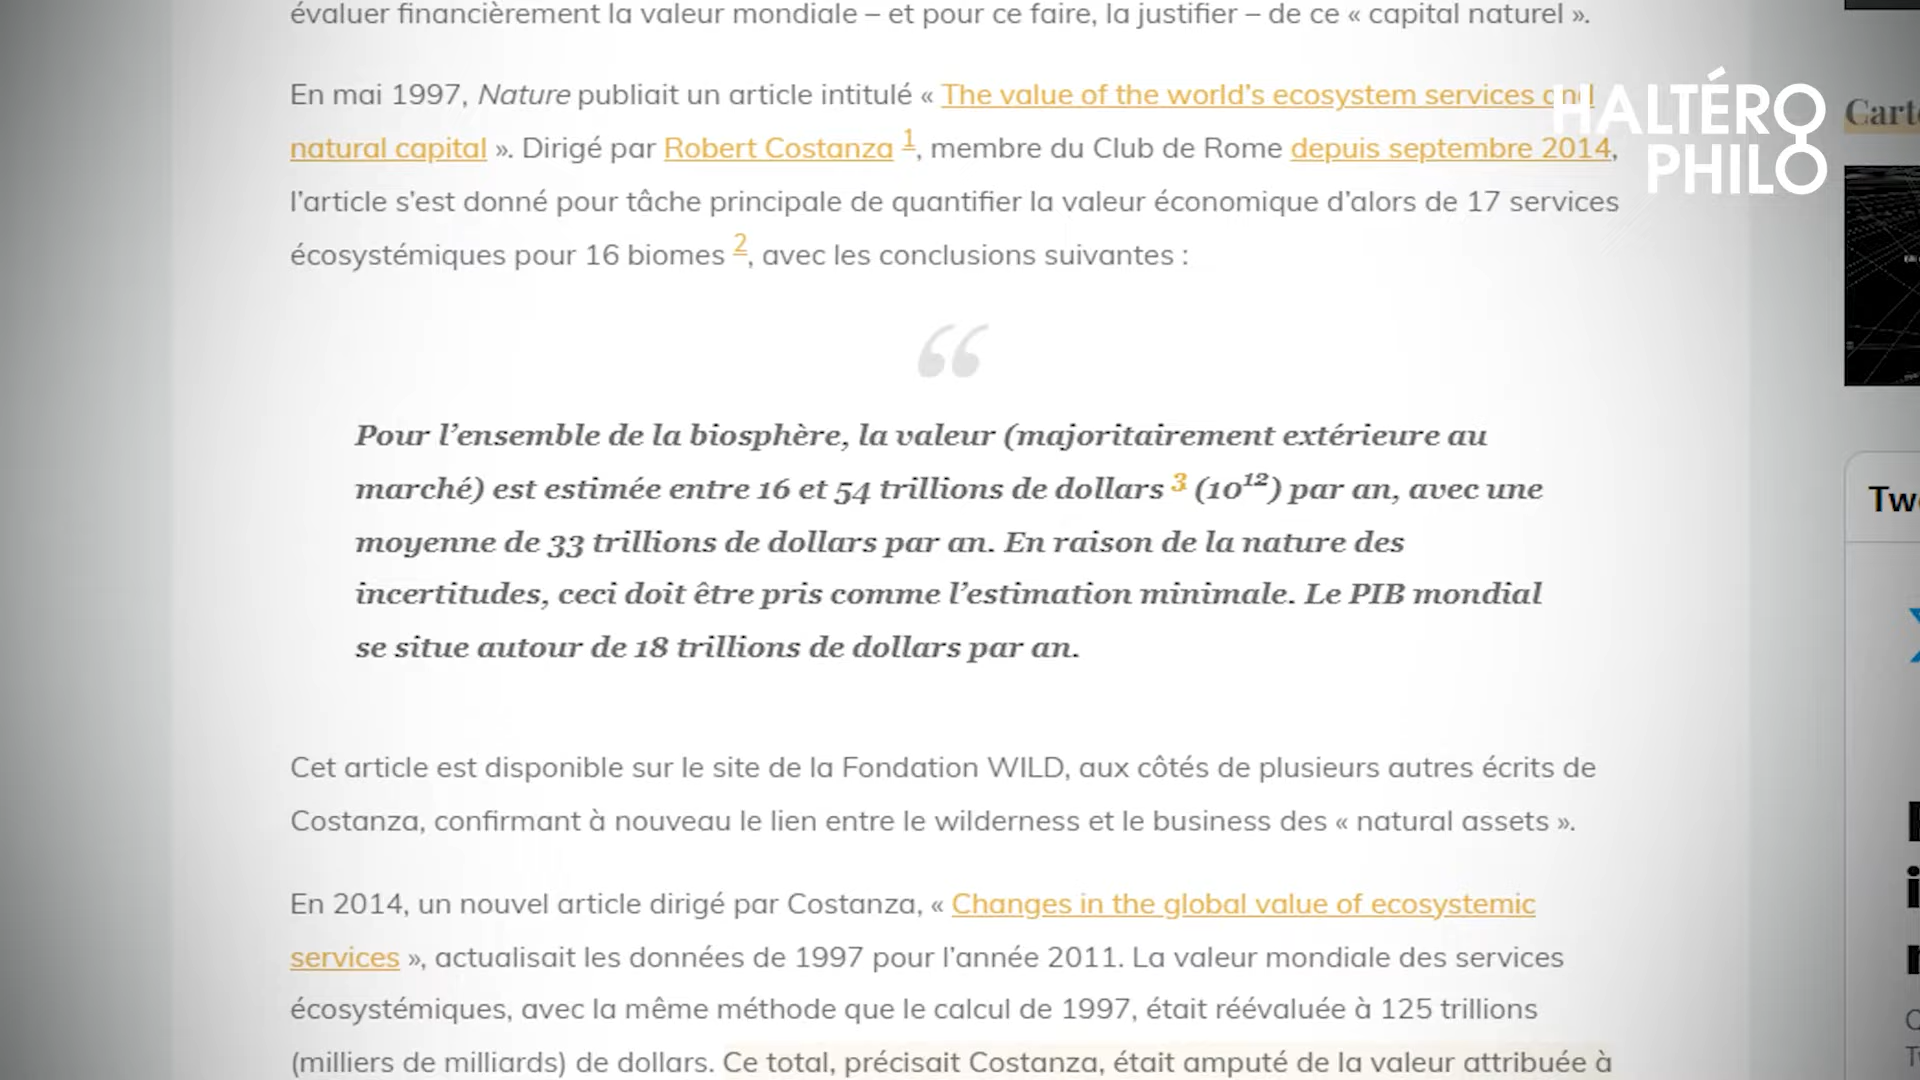 évaluer financièrement la valeur mondiale – et pour ce faire, la justifier – de ce « capital naturel ».
En mai 1997, Nature publiait un article intitulé « The value of the world’s ecosystem services and
natural capital ». Dirigé par Robert Costanza 1, membre du Club de Rome depuis septembre 2014,
l’article s’est donné pour tâche principale de quantifier la valeur économique d’alors de 17 services
écosystémiques pour 16 biomes 2, avec les conclusions suivantes :
“
Pour l’ensemble de la biosphère, la valeur (majoritairement extérieure au
marché) est estimée entre 16 et 54 trillions de dollars 3 (10¹²) par an, avec une
moyenne de 33 trillions de dollars par an. En raison de la nature des
incertitudes, ceci doit être pris comme l’estimation minimale. Le PIB mondial
se situe autour de 18 trillions de dollars par an.
Cet article est disponible sur le site de la Fondation WILD, aux côtés de plusieurs autres écrits de
Costanza, confirmant à nouveau le lien entre le wilderness et le business des « natural assets ».
En 2014, un nouvel article dirigé par Costanza, « Changes in the global value of ecosystemic
services », actualisait les données de 1997 pour l’année 2011. La valeur mondiale des services
écosystémiques, avec la même méthode que le calcul de 1997, était réévaluée à 125 trillions
(milliers de milliards) de dollars. Ce total, précisait Costanza, était amputé de la valeur attribuée à
HALTÉRO
PHILO